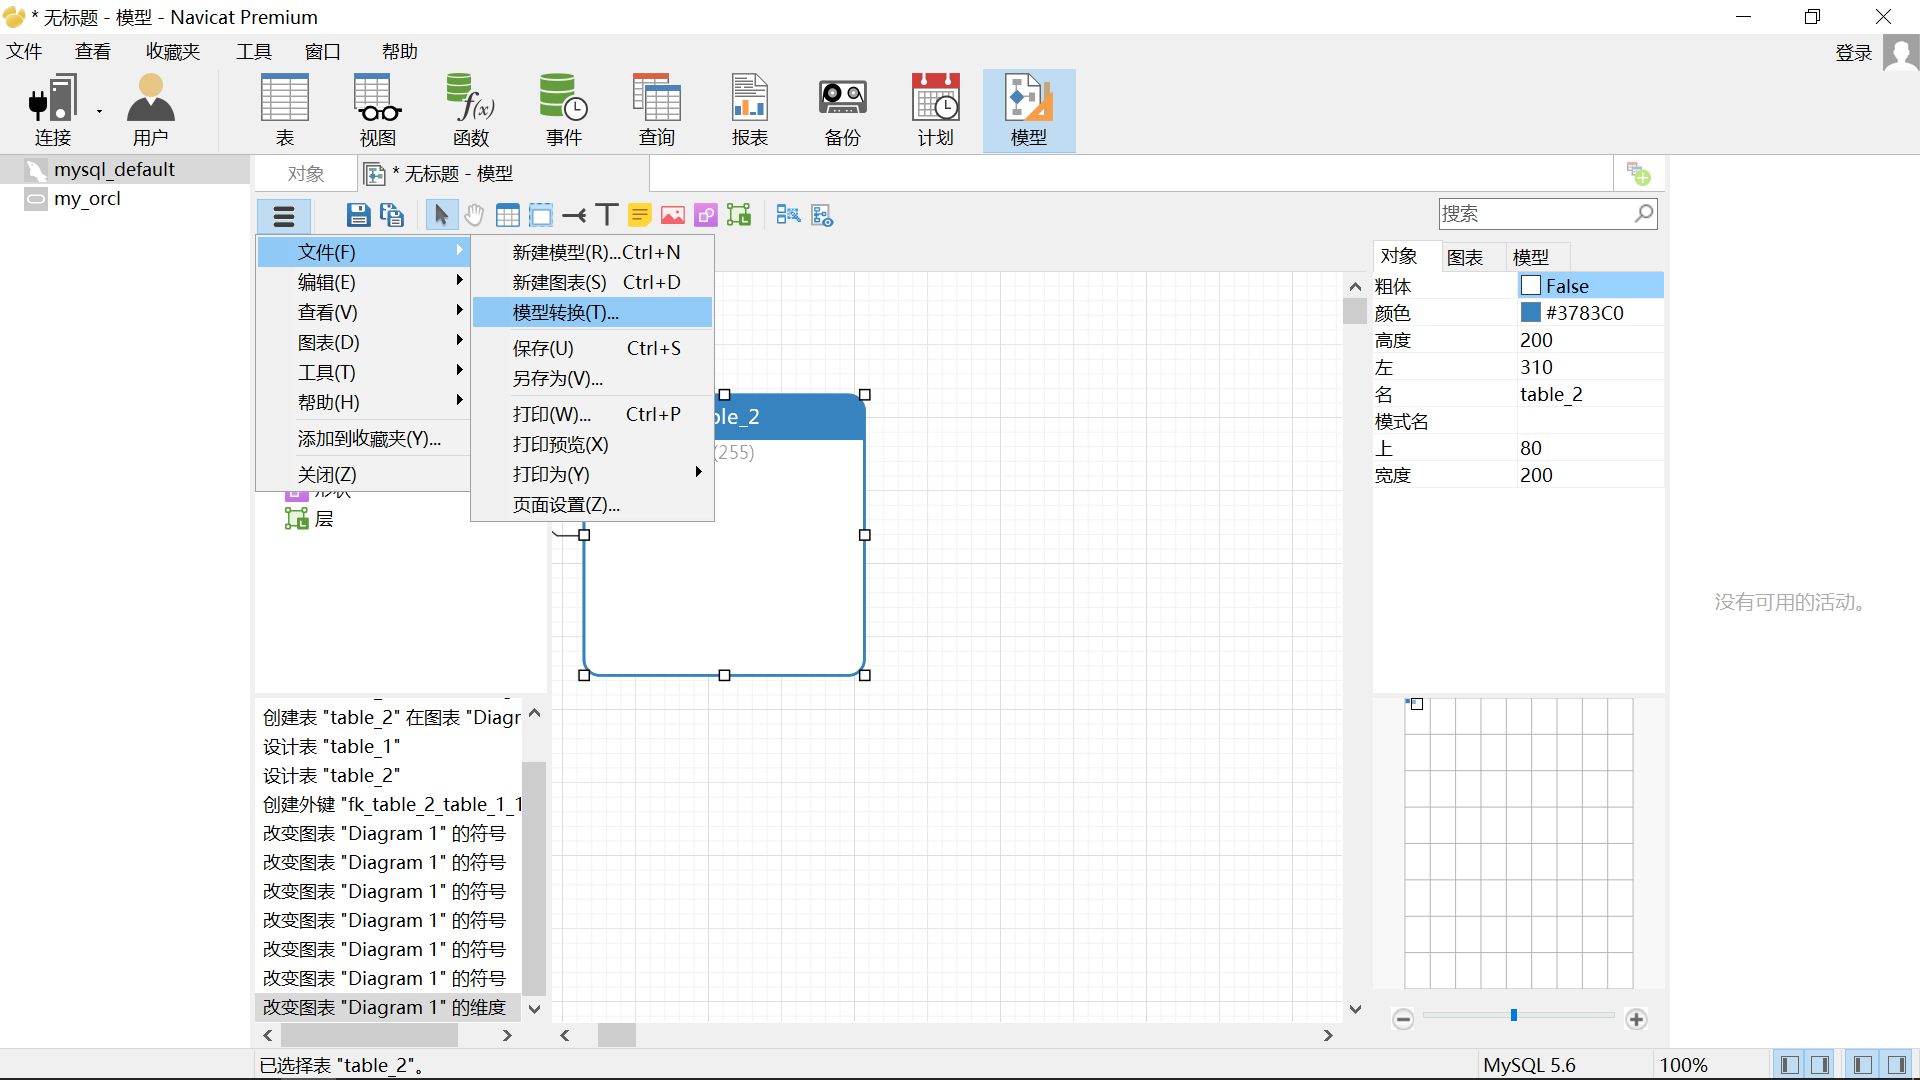 * 无标题 - 模型 - Navicat Premium
文件 查看 收藏夹 工具 窗口 帮助 登录
连接 用户 表 视图 函数 事件 查询 报表 备份 计划 模型
mysql_default
my_orcl
对象 * 无标题 - 模型
搜索
文件(F)
编辑(E)
查看(V)
图表(D)
工具(T)
帮助(H)
添加到收藏夹(Y)...
关闭(Z)
新建模型(R)... Ctrl+N
新建图表(S) Ctrl+D
模型转换(T)...
保存(U) Ctrl+S
另存为(V)...
打印(W)... Ctrl+P
打印预览(X)
打印为(Y)
页面设置(Z)...
形状
层
ble_2
(255)
对象 图表 模型
粗体 False
颜色 #3783C0
高度 200
左 310
名 table_2
模式名
上 80
宽度 200
没有可用的活动。
创建表 "table_2" 在图表 "Diagr
设计表 "table_1"
设计表 "table_2"
创建外键 "fk_table_2_table_1_1
改变图表 "Diagram 1" 的符号
改变图表 "Diagram 1" 的符号
改变图表 "Diagram 1" 的符号
改变图表 "Diagram 1" 的符号
改变图表 "Diagram 1" 的符号
改变图表 "Diagram 1" 的符号
改变图表 "Diagram 1" 的维度
已选择表 "table_2"。 MySQL 5.6 100%